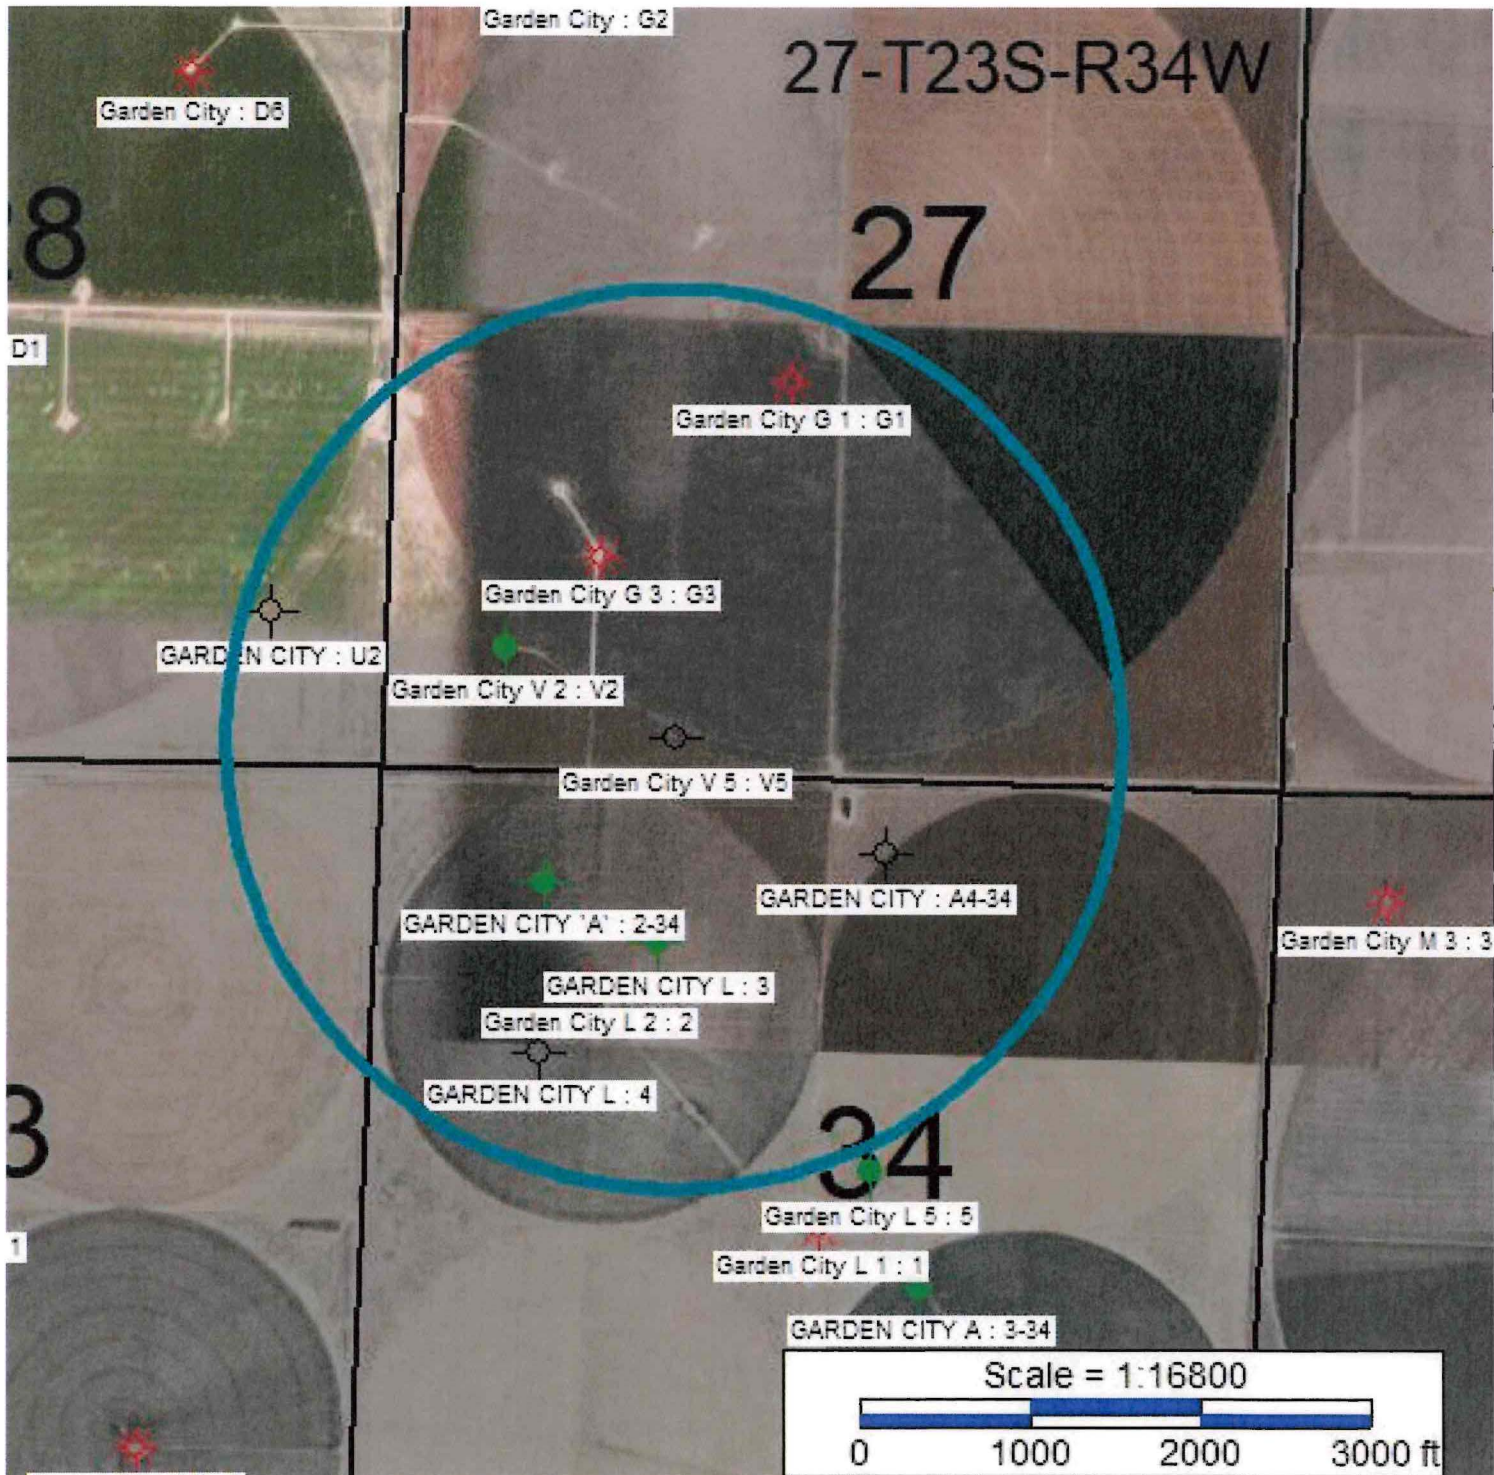 Garden City : G2
27-T23S-R34W
Garden City : D6
28
27
D1
Garden City G 1 : G1
Garden City G 3 : G3
GARDEN CITY : U2
Garden City V 2 : V2
Garden City V 5 : V5
GARDEN CITY : A4-34
GARDEN CITY 'A' : 2-34
Garden City M 3 : 3
GARDEN CITY L : 3
Garden City L 2 : 2
GARDEN CITY L : 4
3
34
Garden City L 5 : 5
1
Garden City L 1 : 1
GARDEN CITY A : 3-34
Scale = 1:16800
0 1000 2000 3000 ft